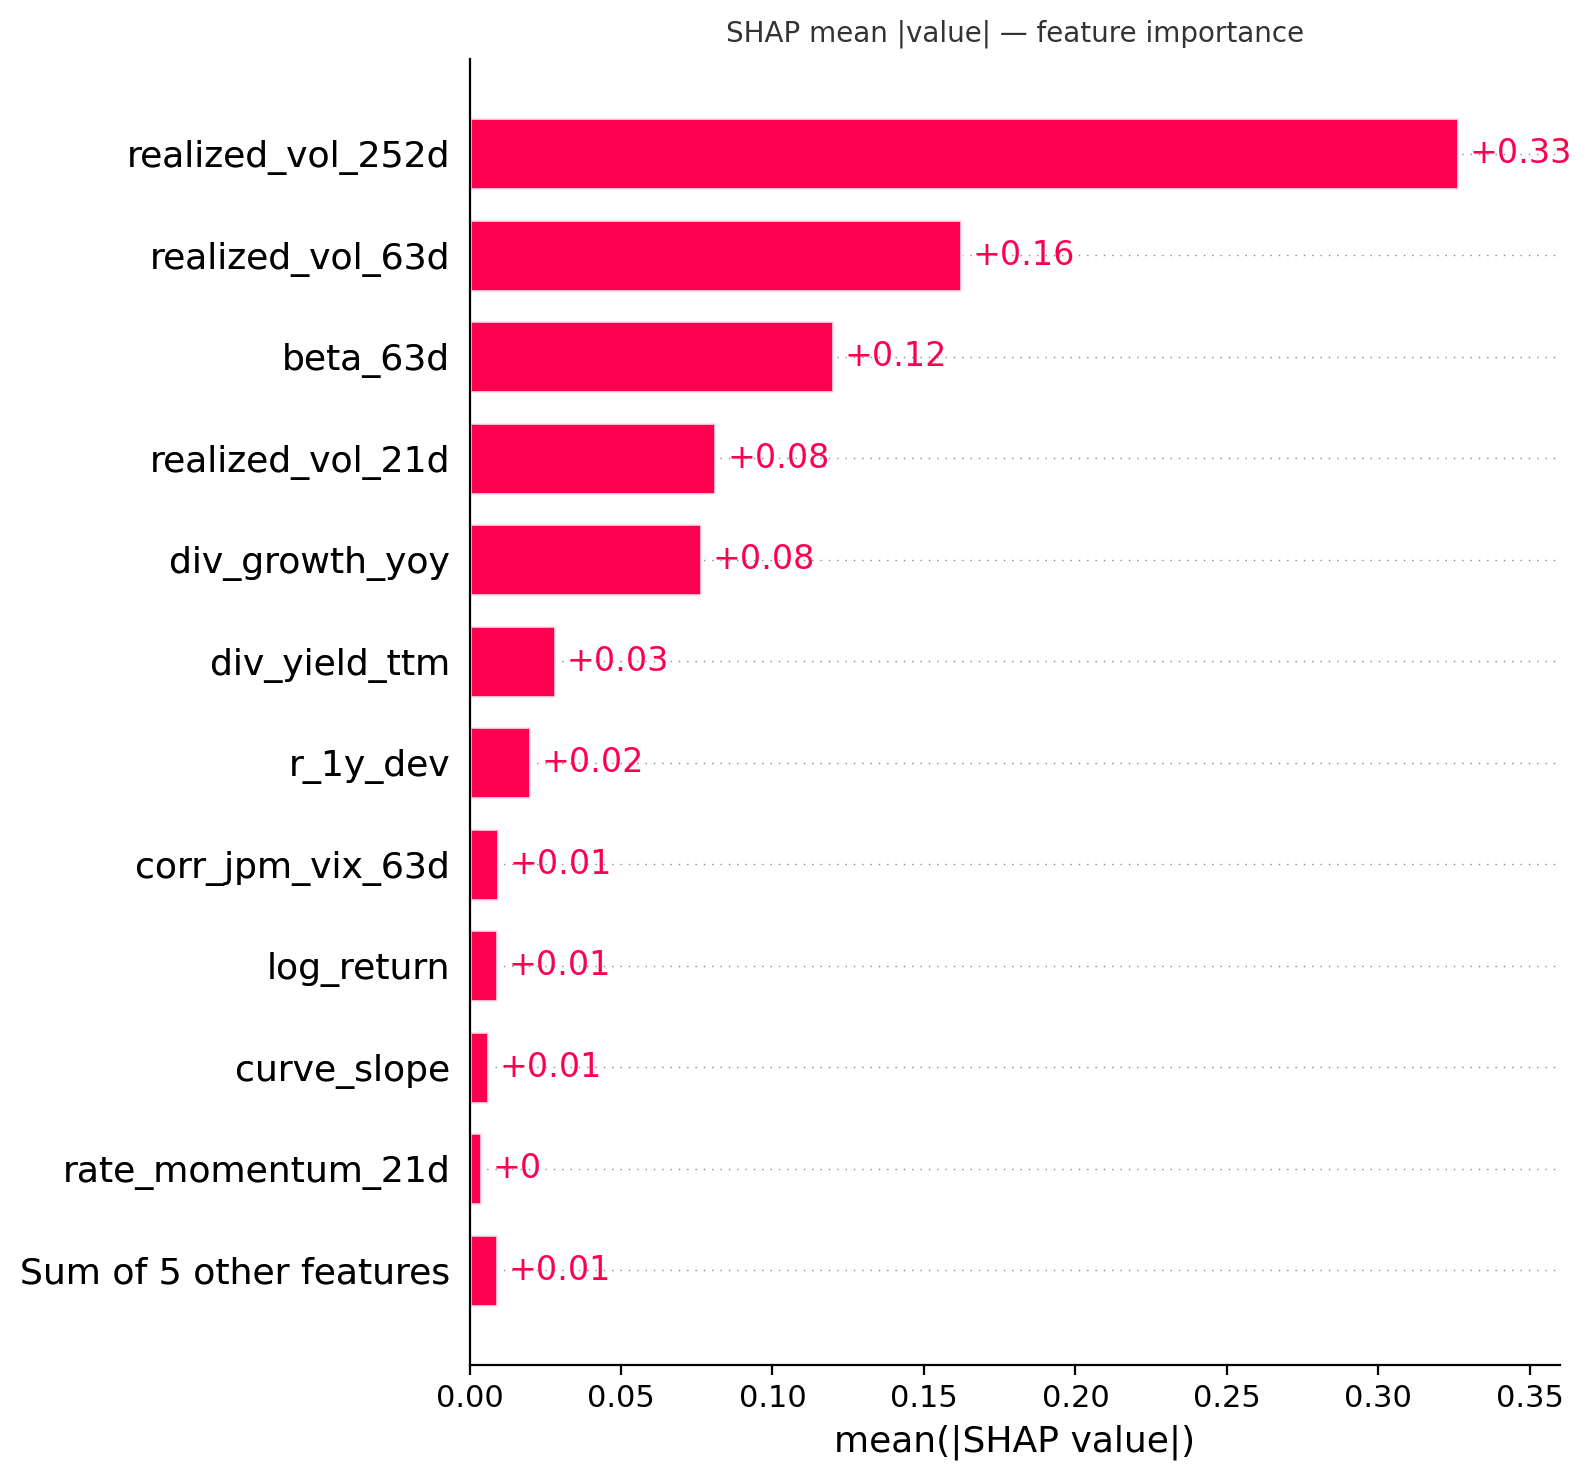 SHAP mean |value| — feature importance
realized_vol_252d +0.33
realized_vol_63d +0.16
beta_63d +0.12
realized_vol_21d +0.08
div_growth_yoy +0.08
div_yield_ttm +0.03
r_1y_dev +0.02
corr_jpm_vix_63d +0.01
log_return +0.01
curve_slope +0.01
rate_momentum_21d +0
Sum of 5 other features +0.01
0.00 0.05 0.10 0.15 0.20 0.25 0.30 0.35
mean(|SHAP value|)